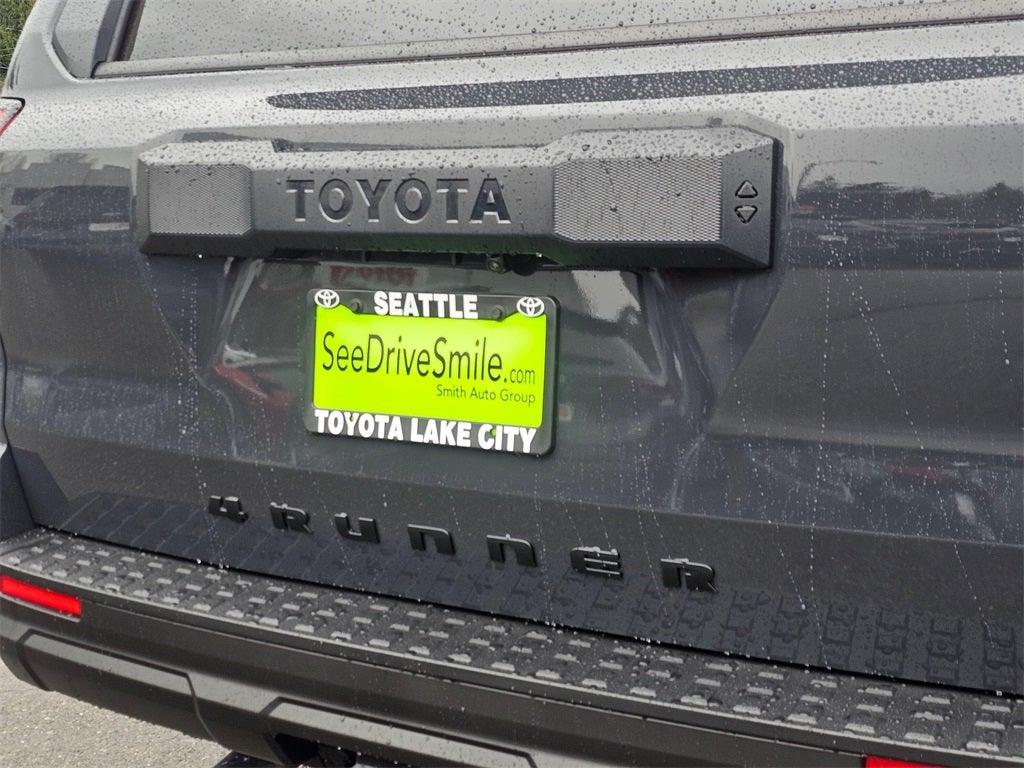 TOYOTA
SEATTLE
SeeDriveSmile.com
Smith Auto Group
TOYOTA LAKE CITY
4RUNNER